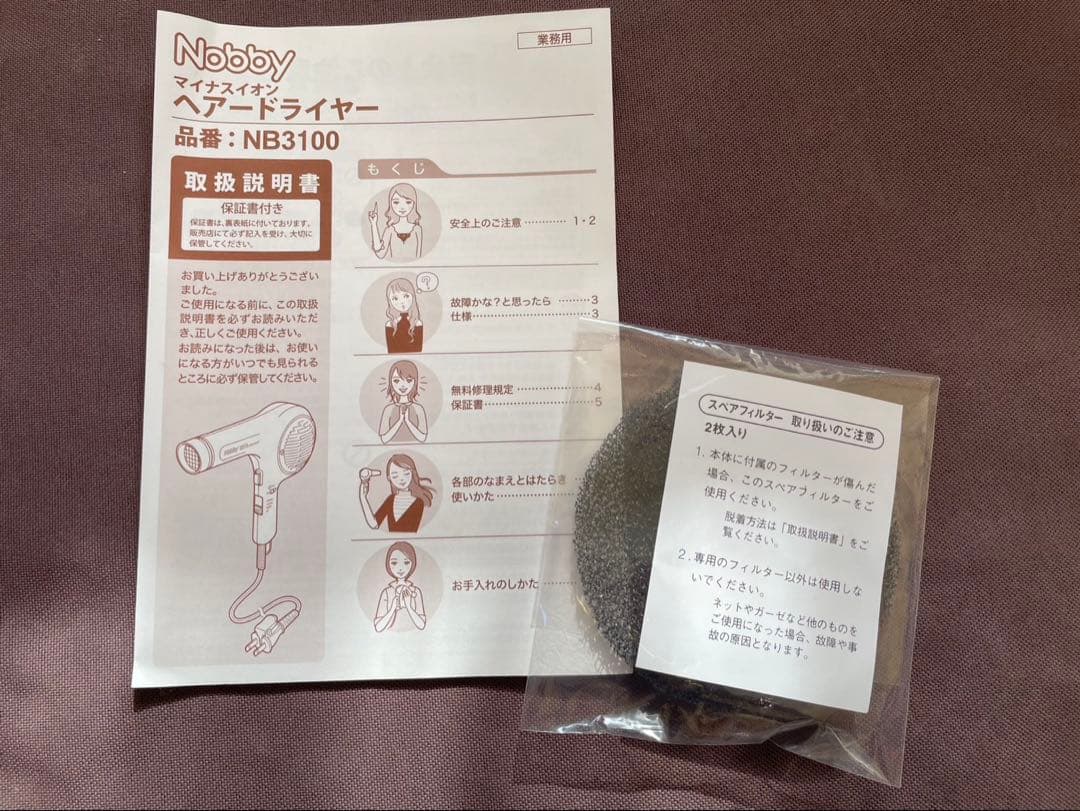 Nobby
業務用
マイナスイオン
ヘアードライヤー
品番：NB3100
取扱説明書
保証書付き
保証書は、裏表紙に付いております。
販売店にて必ず記入を受け、大切に
保管してください。
お買い上げありがとうござい
ました。
ご使用になる前に、この取扱
説明書を必ずお読みいただ
き、正しくご使用ください。
お読みになった後は、お使い
になる方がいつでも見られる
ところに必ず保管してください。
もくじ
安全上のご注意 ………… 1・2
故障かな？と思ったら ………3
仕様……………………………3
無料修理規定 ………………4
保証書…………………………5
各部のなまえとはたらき
使いかた
お手入れのしかた
スペアフィルター 取り扱いのご注意
2枚入り
1. 本体に付属のフィルターが傷んだ
場合、このスペアフィルターをご
使用ください。
脱着方法は「取扱説明書」をご
覧ください。
2. 専用のフィルター以外は使用しな
いでください。
ネットやガーゼなど他のものを
ご使用になった場合、故障や事
故の原因となります。